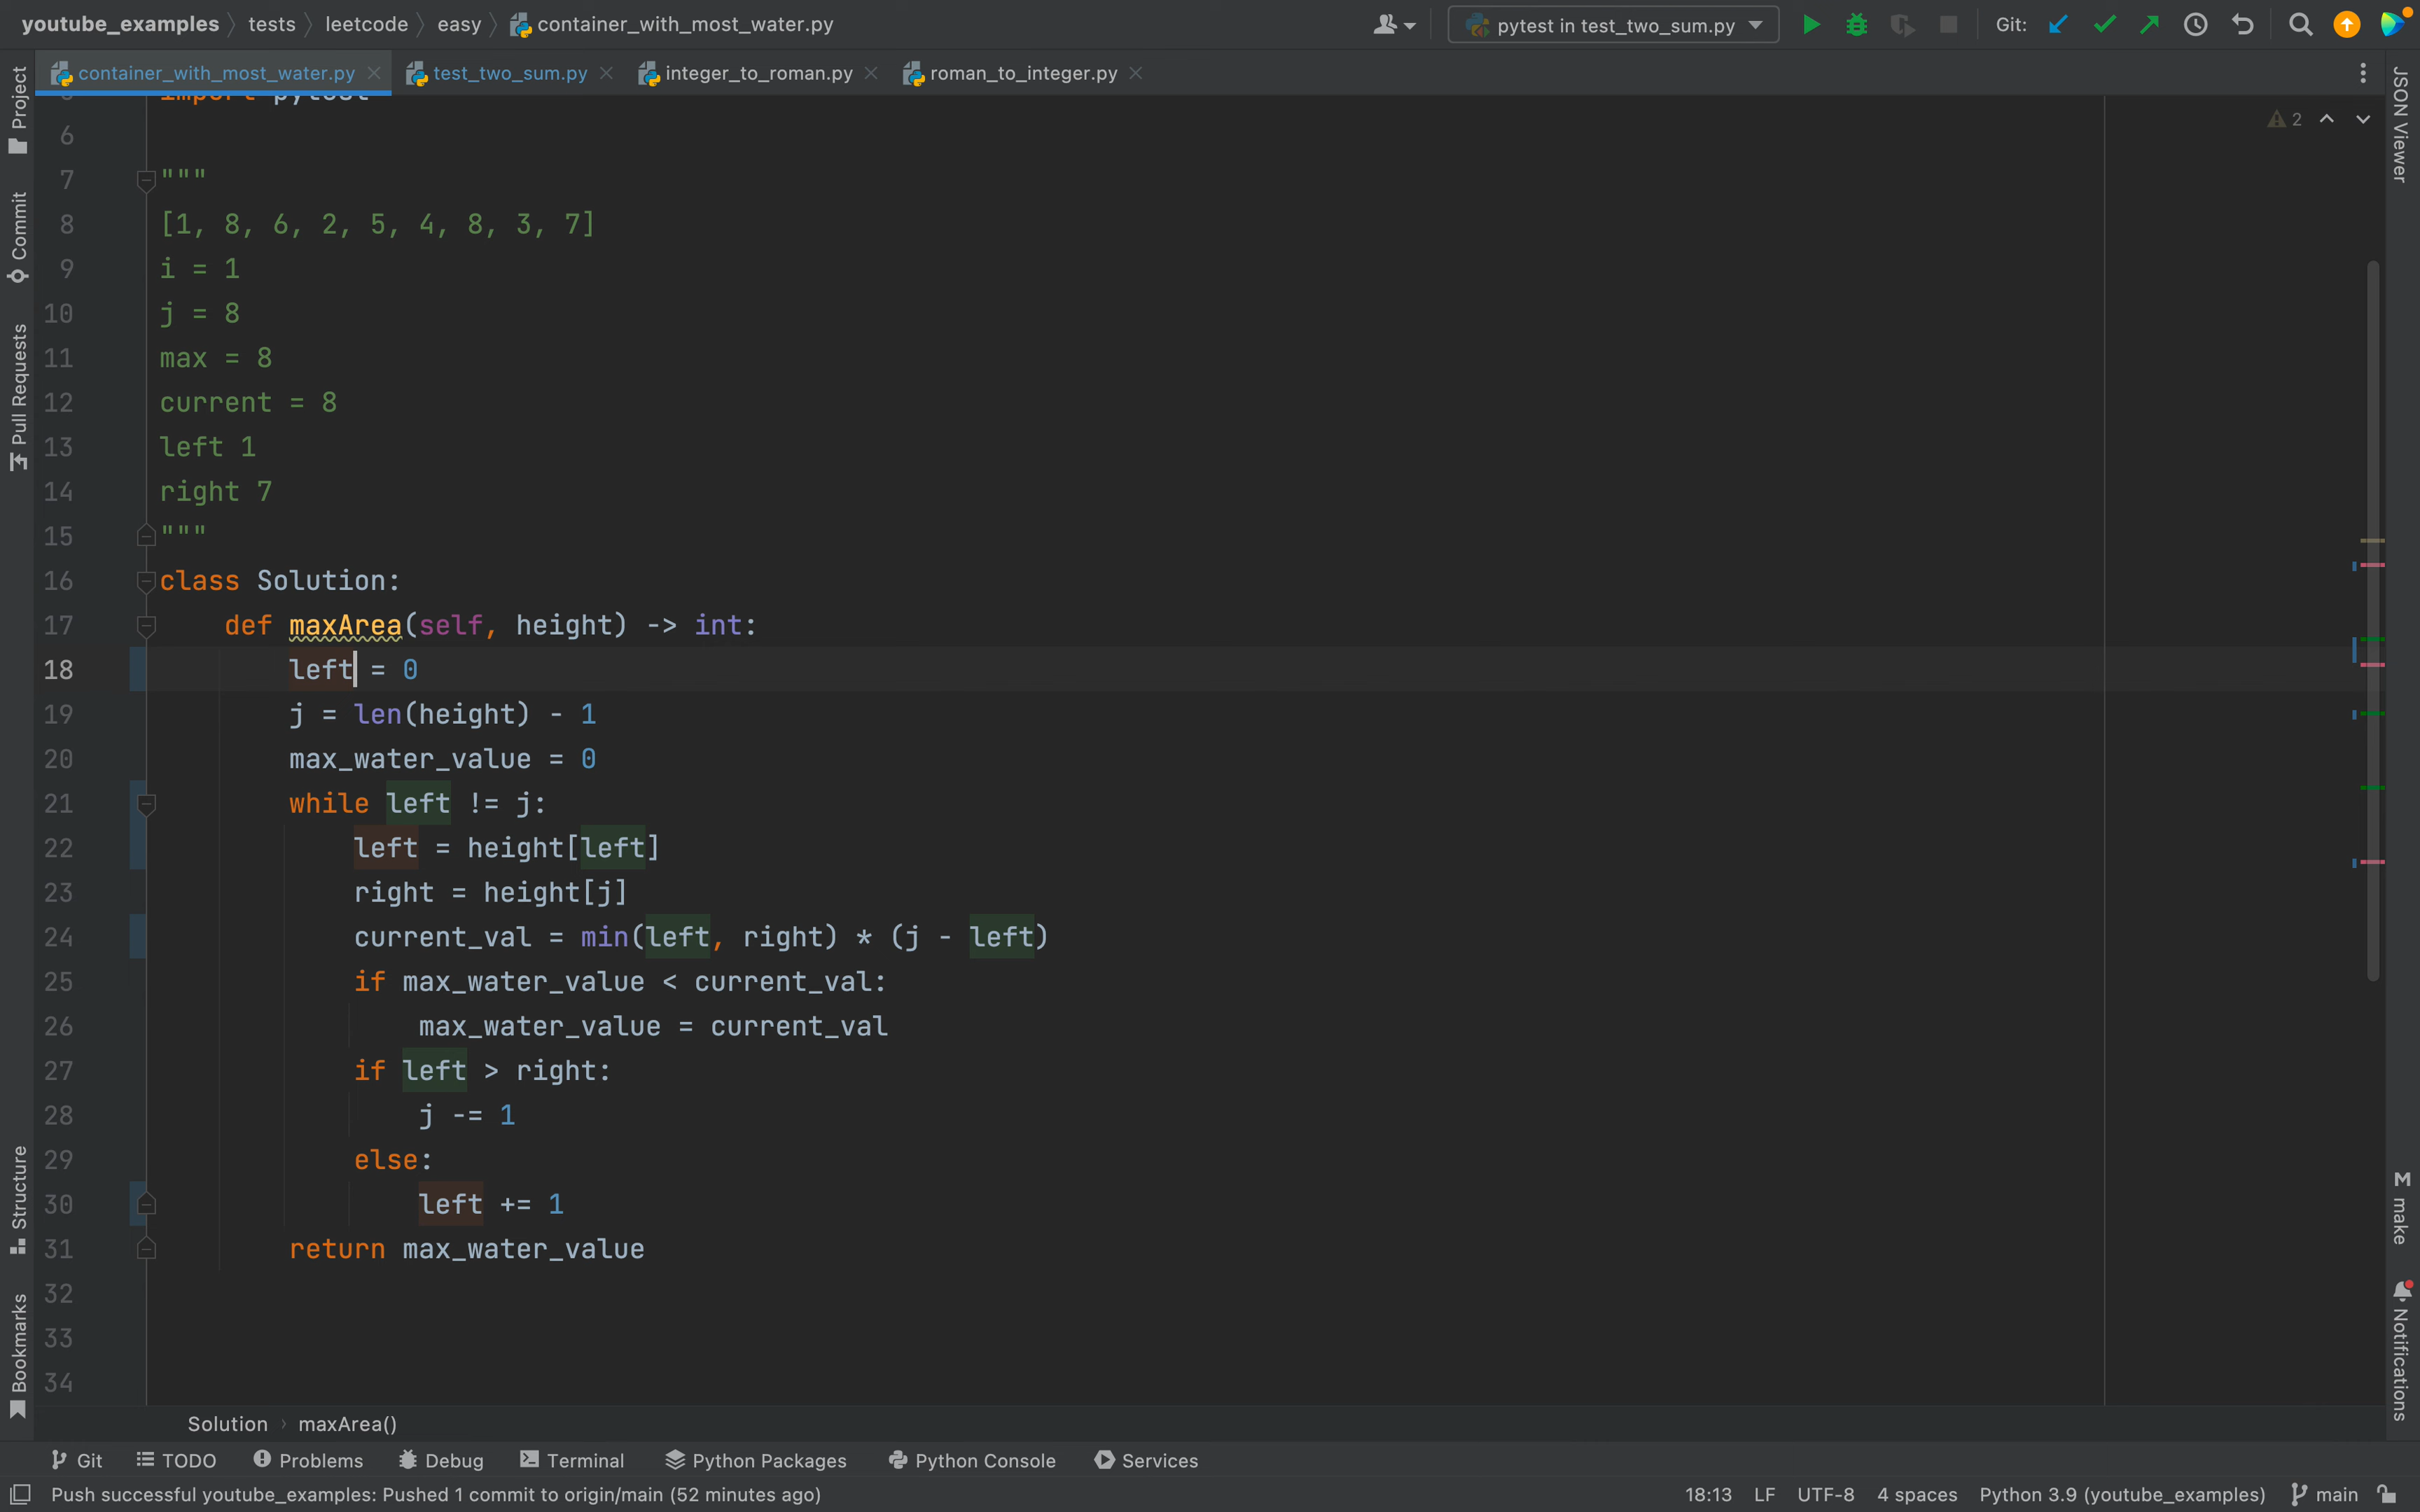 youtube_examples tests leetcode easy container_with_most_water.py pytest in test_two_sum.py Git:
container_with_most_water.py test_two_sum.py integer_to_roman.py roman_to_integer.py
Project
Commit
Pull Requests
Structure
Bookmarks
import pytest
6
7 """
8 [1, 8, 6, 2, 5, 4, 8, 3, 7]
9 i = 1
10 j = 8
11 max = 8
12 current = 8
13 left 1
14 right 7
15 """
16 class Solution:
17 def maxArea(self, height) -> int:
18 left = 0
19 j = len(height) - 1
20 max_water_value = 0
21 while left != j:
22 left = height[left]
23 right = height[j]
24 current_val = min(left, right) * (j - left)
25 if max_water_value < current_val:
26 max_water_value = current_val
27 if left > right:
28 j -= 1
29 else:
30 left += 1
31 return max_water_value
32
33
34
2
JSON Viewer
M make
Notifications
Solution maxArea()
Git TODO Problems Debug Terminal Python Packages Python Console Services
Push successful youtube_examples: Pushed 1 commit to origin/main (52 minutes ago) 18:13 LF UTF-8 4 spaces Python 3.9 (youtube_examples) main